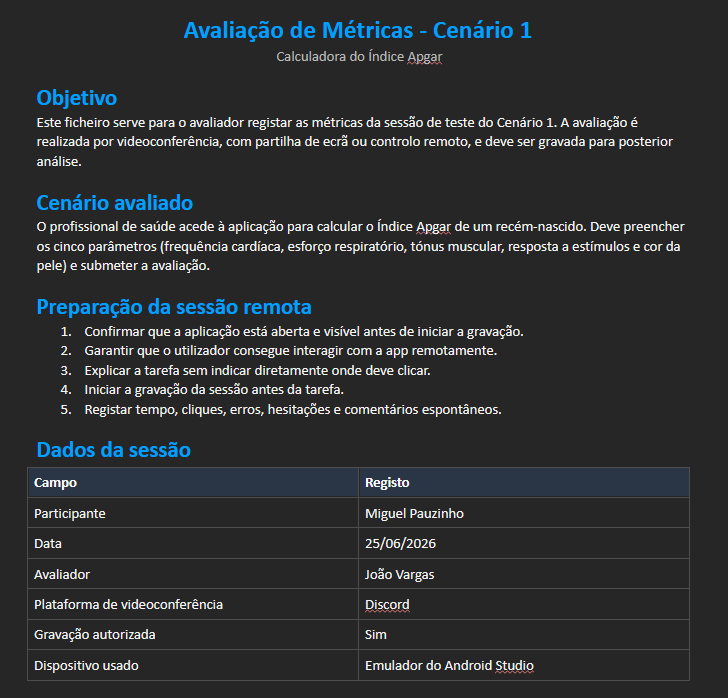 Avaliação de Métricas - Cenário 1
Calculadora do Índice Apgar
Objetivo
Este ficheiro serve para o avaliador registar as métricas da sessão de teste do Cenário 1. A avaliação é
realizada por videoconferência, com partilha de ecrã ou controlo remoto, e deve ser gravada para posterior
análise.
Cenário avaliado
O profissional de saúde acede à aplicação para calcular o Índice Apgar de um recém-nascido. Deve preencher
os cinco parâmetros (frequência cardíaca, esforço respiratório, tónus muscular, resposta a estímulos e cor da
pele) e submeter a avaliação.
Preparação da sessão remota
1. Confirmar que a aplicação está aberta e visível antes de iniciar a gravação.
2. Garantir que o utilizador consegue interagir com a app remotamente.
3. Explicar a tarefa sem indicar diretamente onde deve clicar.
4. Iniciar a gravação da sessão antes da tarefa.
5. Registar tempo, cliques, erros, hesitações e comentários espontâneos.
Dados da sessão
Campo Registo
Participante Miguel Pauzinho
Data 25/06/2026
Avaliador João Vargas
Plataforma de videoconferência Discord
Gravação autorizada Sim
Dispositivo usado Emulador do Android Studio